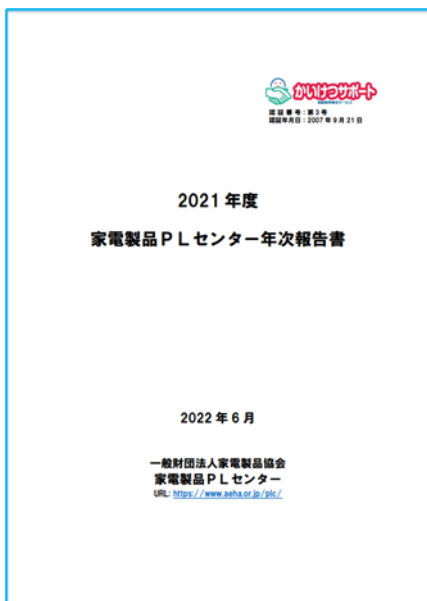 かいけつサポート
認証番号：第3号
認証年月日：2007年9月21日
2021年度
家電製品ＰＬセンター年次報告書
2022年6月
一般財団法人家電製品協会
家電製品ＰＬセンター
URL: https://www.aeha.or.jp/plc/